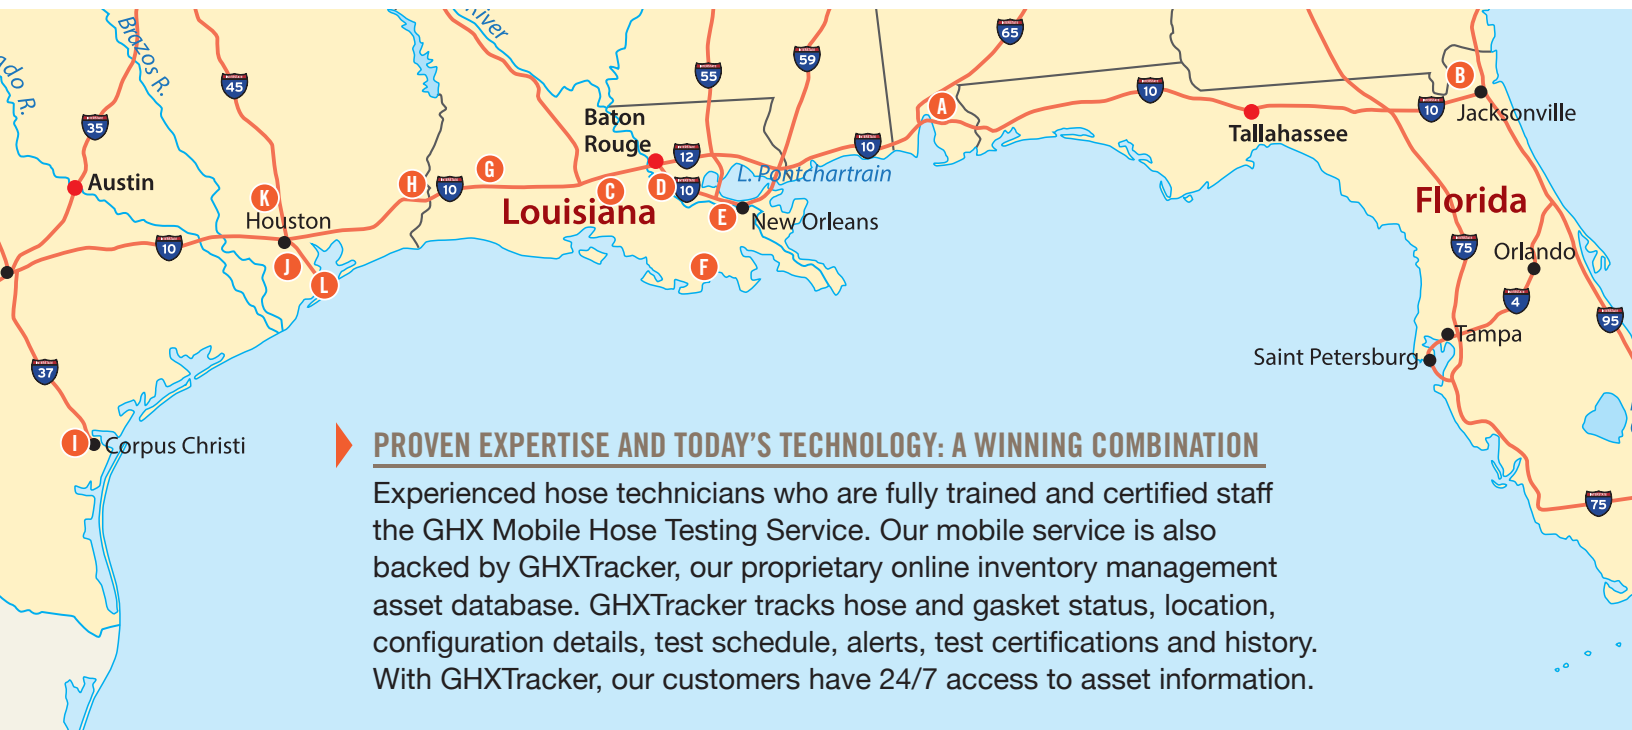 River
65
59
55
45
Brazos R.
B
10
10
Jacksonville
A
35
Baton
Rouge
12
10
Tallahassee
L. Pontchartrain
G
H
10
C
D
10
Austin
K
Louisiana
Houston
E
New Orleans
Florida
10
J
L
F
75
Orlando
4
95
Tampa
Saint Petersburg
37
I
Corpus Christi
PROVEN EXPERTISE AND TODAY'S TECHNOLOGY: A WINNING COMBINATION
Experienced hose technicians who are fully trained and certified staff
the GHX Mobile Hose Testing Service. Our mobile service is also
backed by GHXTracker, our proprietary online inventory management
asset database. GHXTracker tracks hose and gasket status, location,
configuration details, test schedule, alerts, test certifications and history.
With GHXTracker, our customers have 24/7 access to asset information.
75